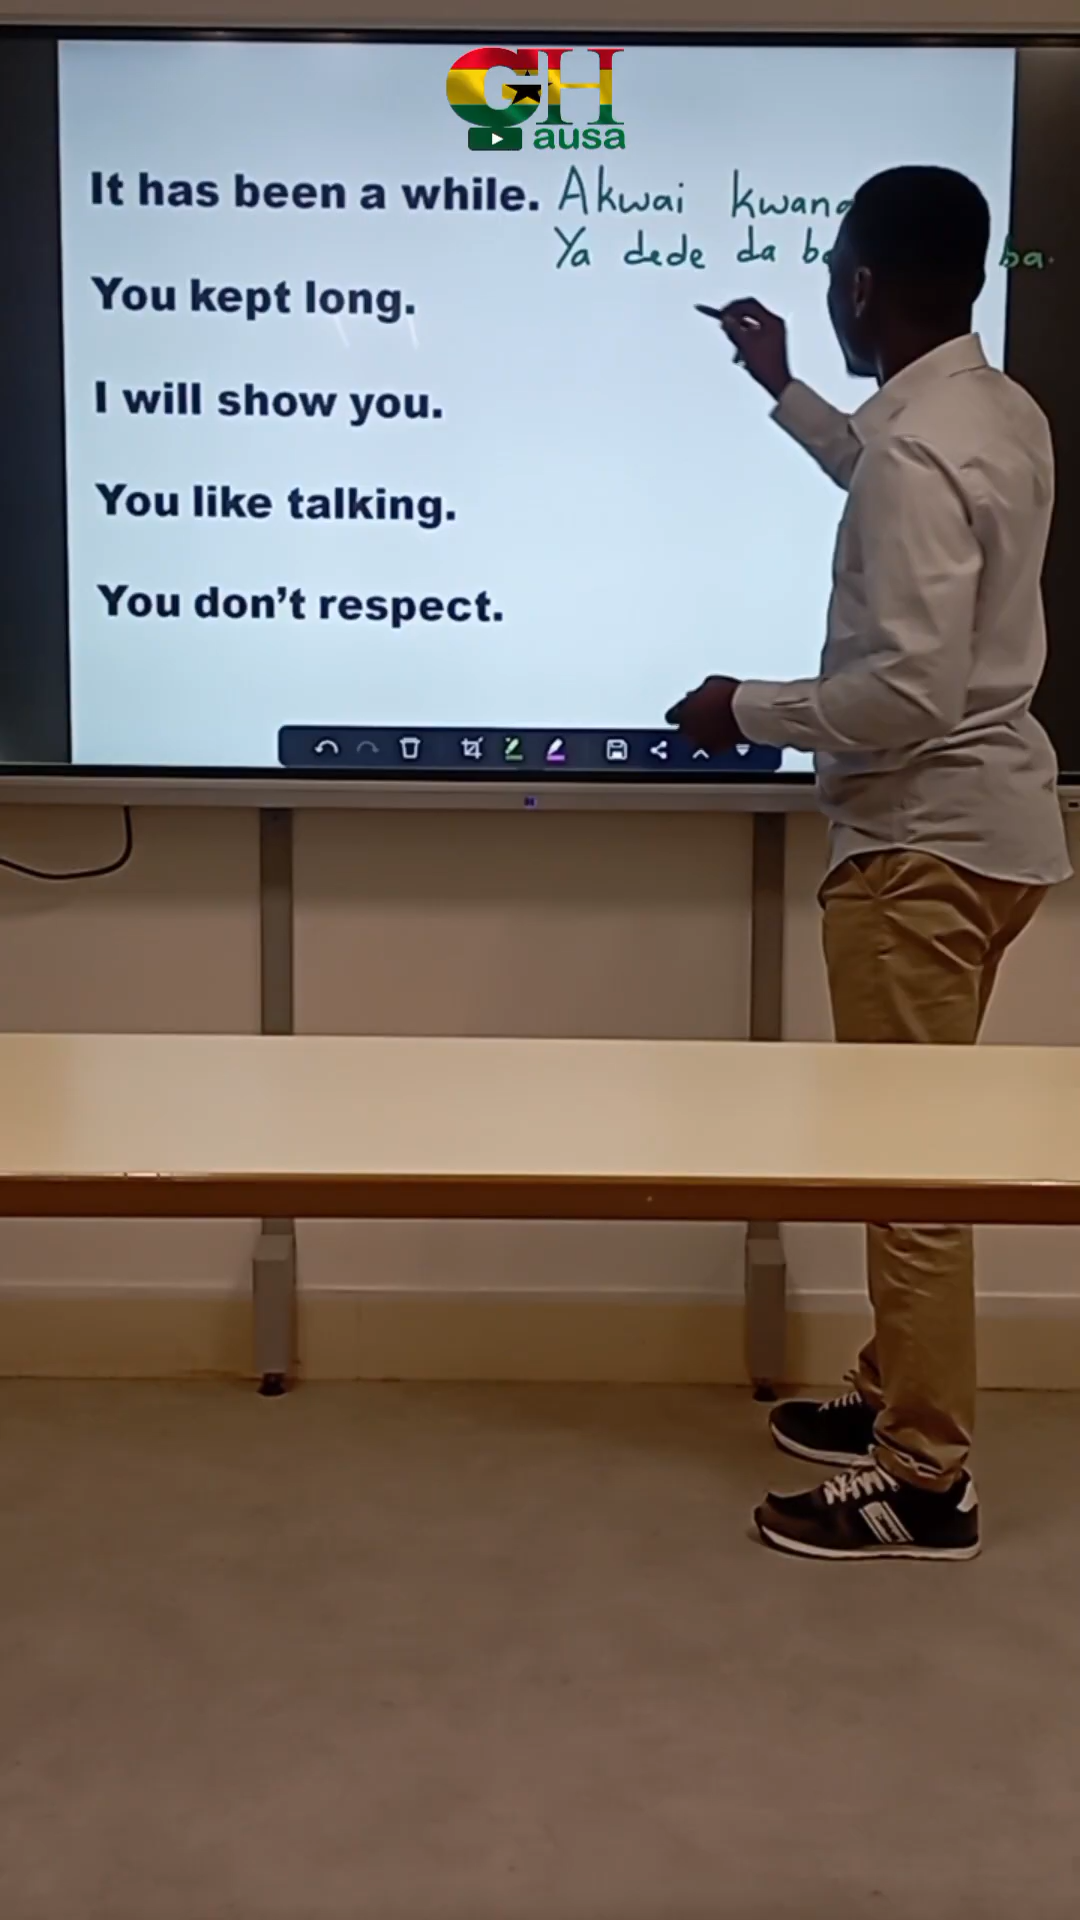 GH
ausa
It has been a while. Akwai
Ya dede da ba.
You kept long.
I will show you.
You like talking.
You don't respect.